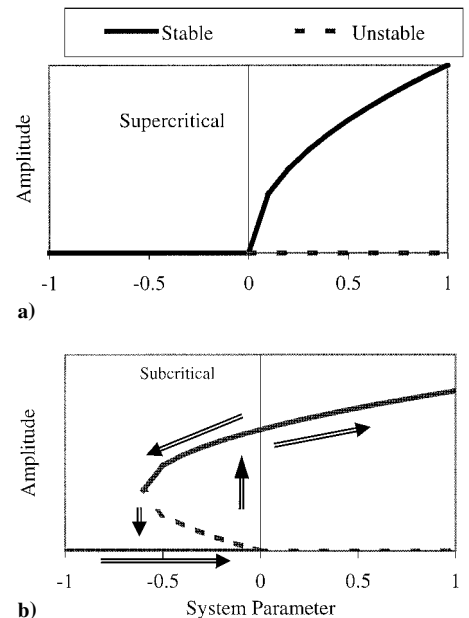 Stable Unstable
Supercritical
Amplitude
-1 -0.5 0 0.5 1
a)
Subcritical
Amplitude
-1 -0.5 0 0.5 1
b) System Parameter